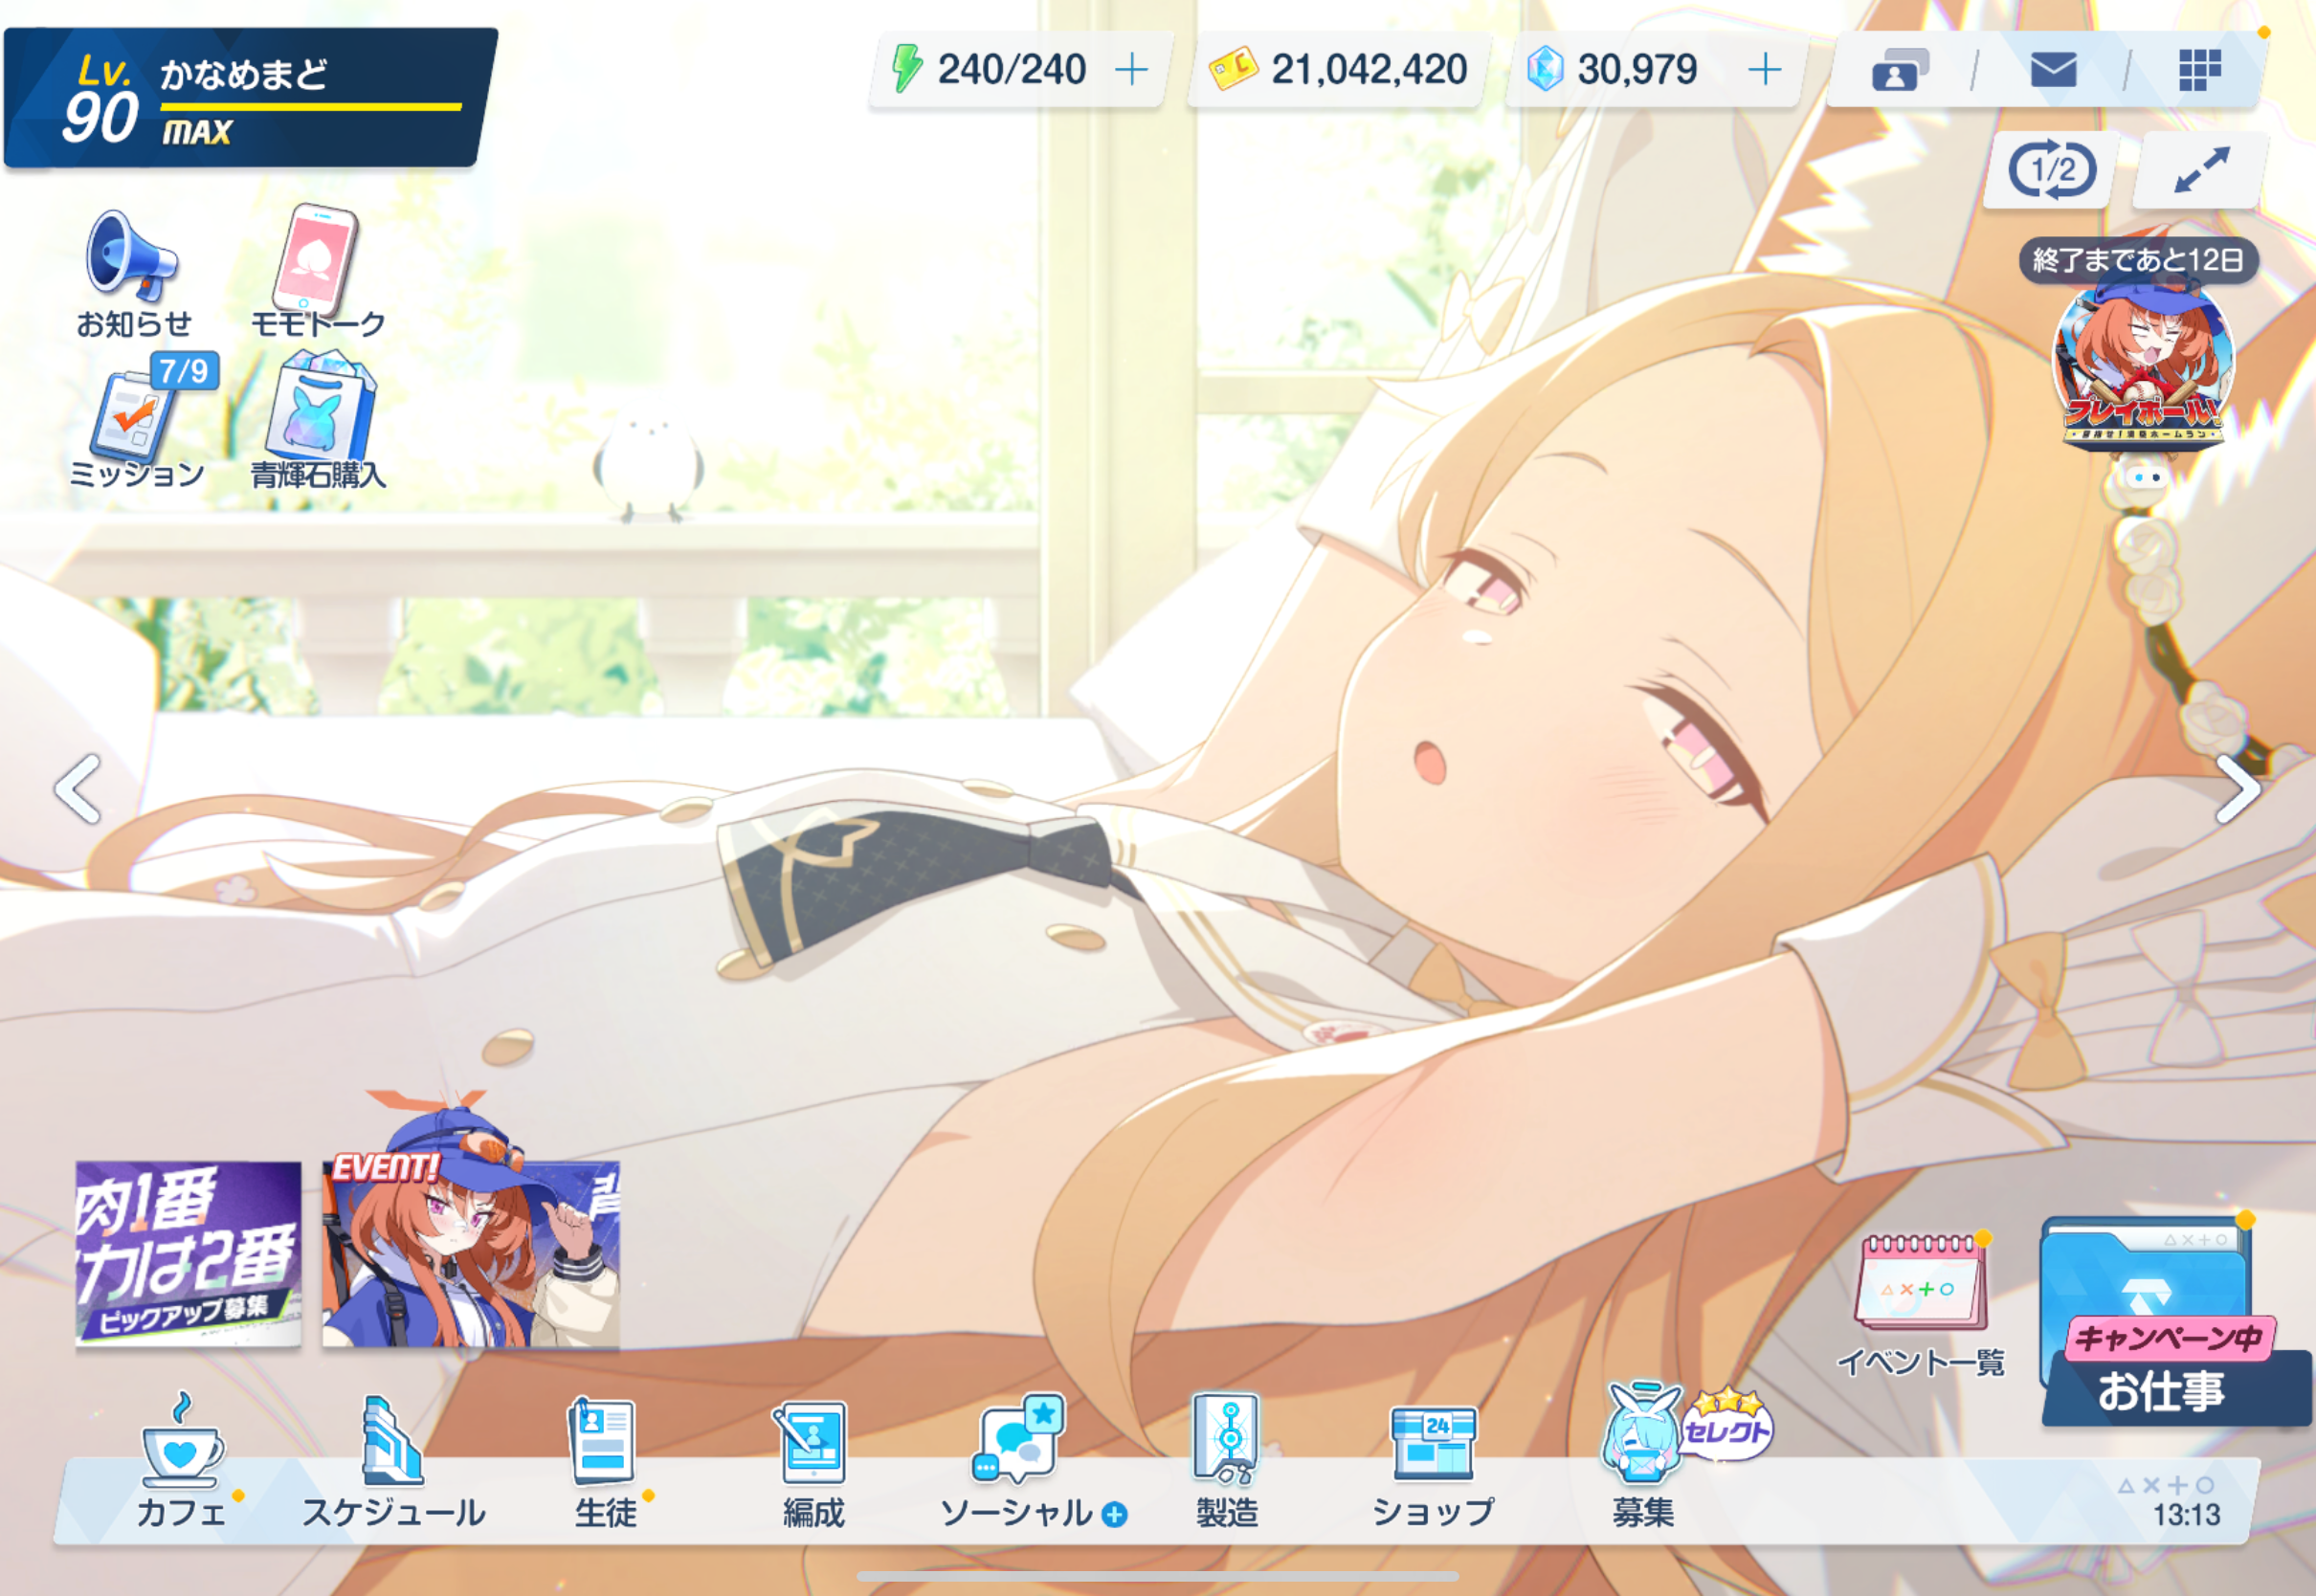 Lv. 90
かなめまど
MAX
240/240
21,042,420
30,979
1/2
お知らせ
モモトーク
7/9
ミッション
青輝石購入
終了まであと12日
プレイボール!
肉1番
力は2番
ピックアップ募集
EVENT!
イベント一覧
キャンペーン中
お仕事
カフェ
スケジュール
生徒
編成
ソーシャル
製造
24
ショップ
セレクト
募集
13:13